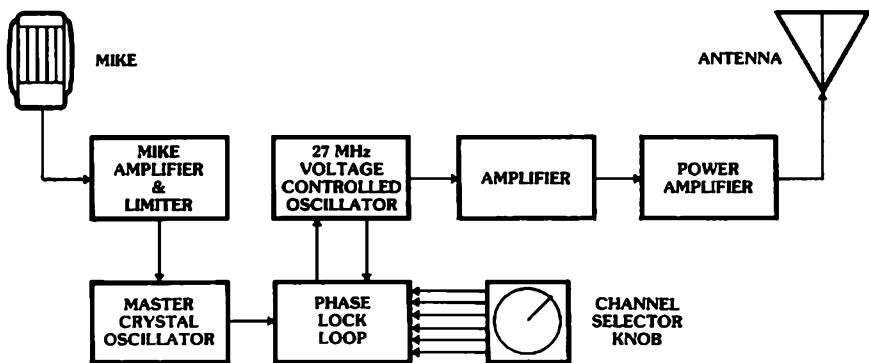 MIKE
ANTENNA
MIKE
AMPLIFIER
&
LIMITER
27 MHz
VOLTAGE
CONTROLLED
OSCILLATOR
AMPLIFIER
POWER
AMPLIFIER
MASTER
CRYSTAL
OSCILLATOR
PHASE
LOCK
LOOP
CHANNEL
SELECTOR
KNOB